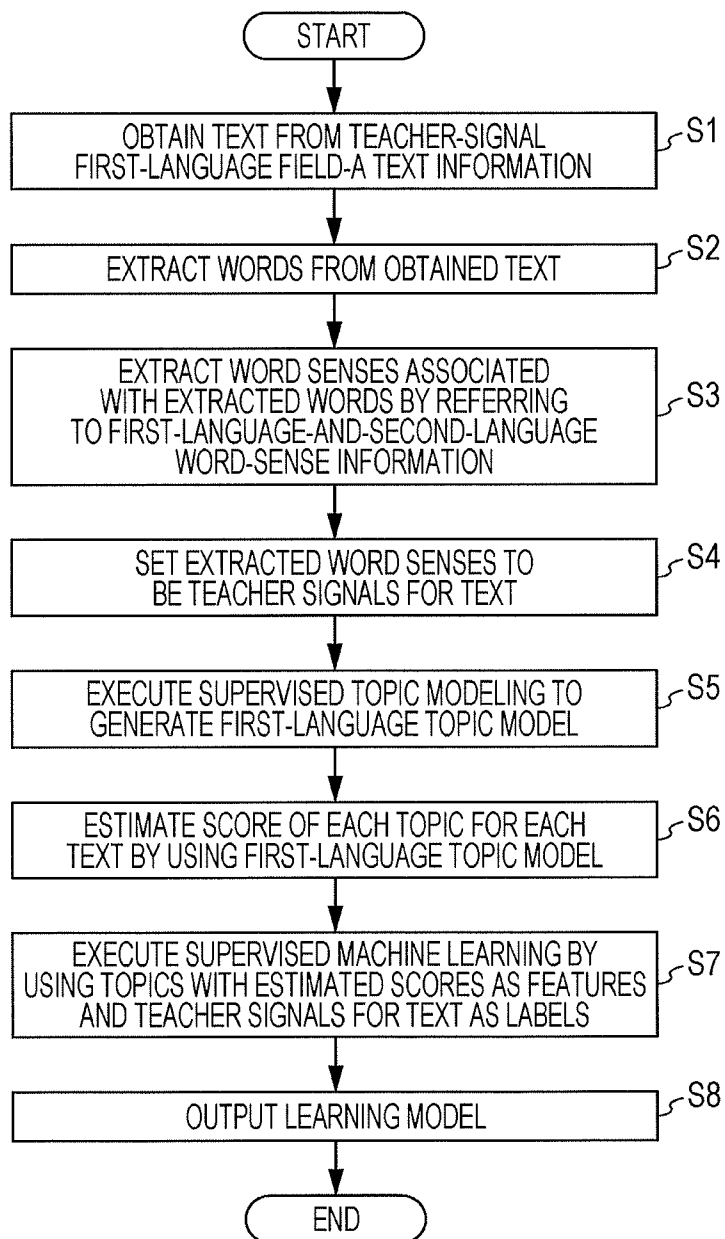 START
OBTAIN TEXT FROM TEACHER-SIGNAL
FIRST-LANGUAGE FIELD-A TEXT INFORMATION
S1
EXTRACT WORDS FROM OBTAINED TEXT
S2
EXTRACT WORD SENSES ASSOCIATED
WITH EXTRACTED WORDS BY REFERRING
TO FIRST-LANGUAGE-AND-SECOND-LANGUAGE
WORD-SENSE INFORMATION
S3
SET EXTRACTED WORD SENSES TO
BE TEACHER SIGNALS FOR TEXT
S4
EXECUTE SUPERVISED TOPIC MODELING TO
GENERATE FIRST-LANGUAGE TOPIC MODEL
S5
ESTIMATE SCORE OF EACH TOPIC FOR EACH
TEXT BY USING FIRST-LANGUAGE TOPIC MODEL
S6
EXECUTE SUPERVISED MACHINE LEARNING BY
USING TOPICS WITH ESTIMATED SCORES AS FEATURES
AND TEACHER SIGNALS FOR TEXT AS LABELS
S7
OUTPUT LEARNING MODEL
S8
END